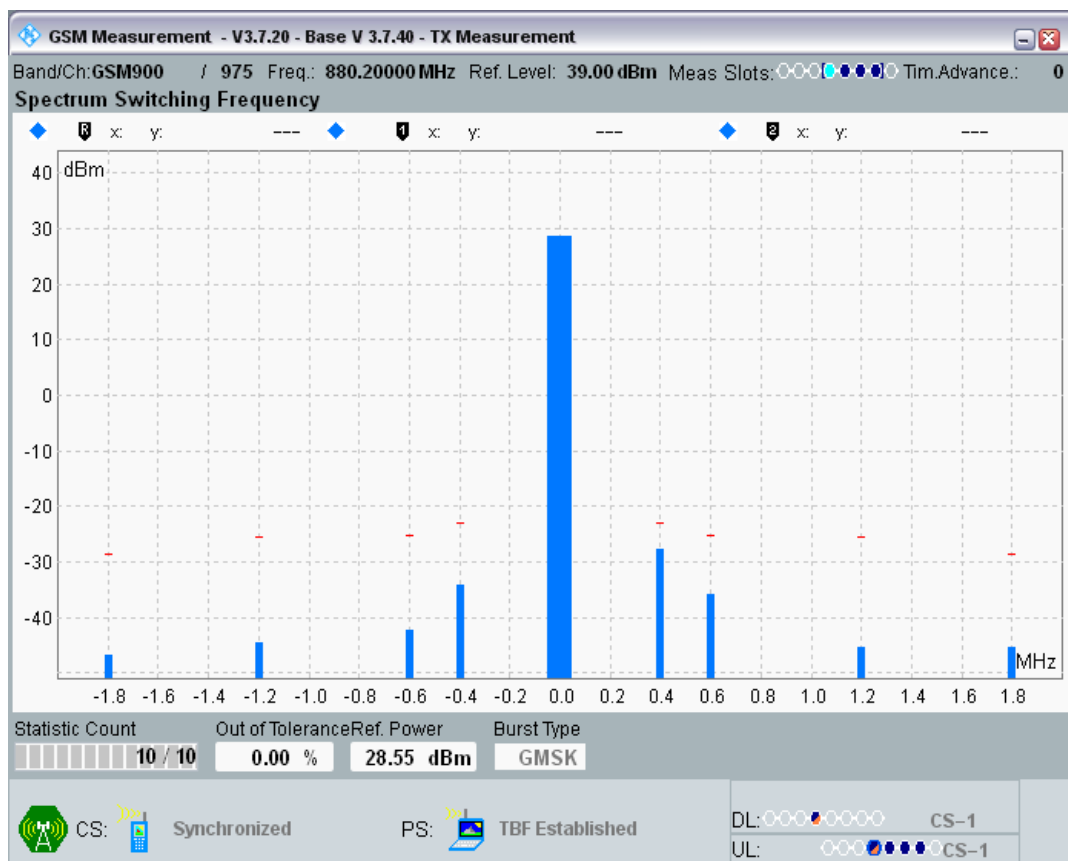 GSM Measurement - V3.7.20 - Base V 3.7.40 - TX Measurement
Band/Ch:GSM900 / 975 Freq.: 880.20000 MHz Ref. Level: 39.00 dBm Meas Slots: Tim.Advance.: 0
Spectrum Switching Frequency
R x: y: --- 1 x: y: --- 2 x: y: ---
dBm
40
30
20
10
0
-10
-20
-30
-40
MHz
-1.8 -1.6 -1.4 -1.2 -1.0 -0.8 -0.6 -0.4 -0.2 0.0 0.2 0.4 0.6 0.8 1.0 1.2 1.4 1.6 1.8
Statistic Count Out of Tolerance Ref. Power Burst Type
10 / 10 0.00 % 28.55 dBm GMSK
CS: Synchronized PS: TBF Established DL: CS-1
UL: CS-1